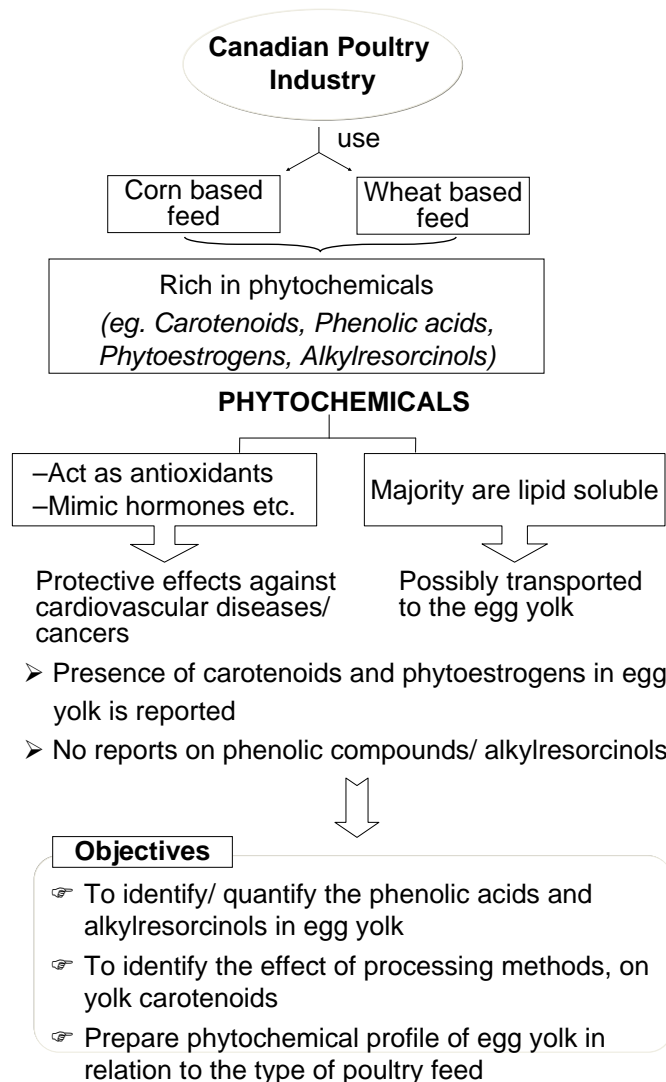 Canadian Poultry
Industry
use
Corn based
feed
Wheat based
feed
Rich in phytochemicals
(eg. Carotenoids, Phenolic acids,
Phytoestrogens, Alkylresorcinols)
PHYTOCHEMICALS
–Act as antioxidants
–Mimic hormones etc.
Majority are lipid soluble
Protective effects against
cardiovascular diseases/
cancers
Possibly transported
to the egg yolk
➢ Presence of carotenoids and phytoestrogens in egg
yolk is reported
➢ No reports on phenolic compounds/ alkylresorcinols
Objectives
☞ To identify/ quantify the phenolic acids and
alkylresorcinols in egg yolk
☞ To identify the effect of processing methods, on
yolk carotenoids
☞ Prepare phytochemical profile of egg yolk in
relation to the type of poultry feed